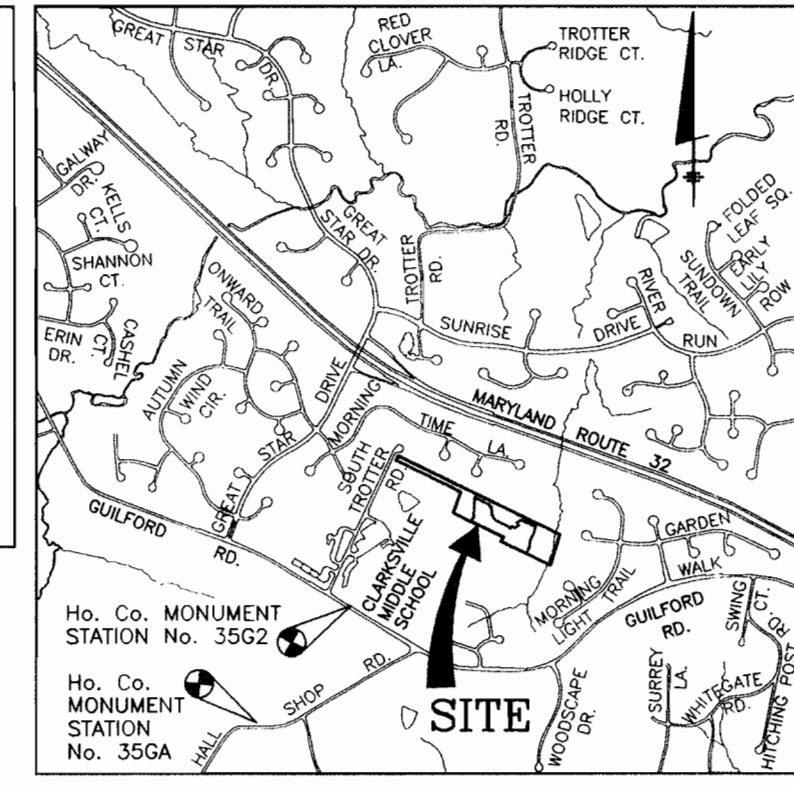 GREAT STAR DR.
RED
CLOVER
LA.
TROTTER
RIDGE CT.
HOLLY
RIDGE CT.
TROTTER
RD.
GALWAY
DR.
KELLS
CT.
SHANNON
CT.
ERIN
DR.
CASHEL
CT.
GREAT
STAR DR.
TROTTER
RD.
FOLDED
LEAF SQ.
EARLY
LILY
ROW
SUNDOWN
TRAIL
RIVER
RUN
SUNRISE
DRIVE
ONWARD
TRAIL
AUTUMN
WIND
CIR.
GREAT STAR DRIVE
MORNING
TIME
LA.
MARYLAND ROUTE 32
SOUTH
TROTTER
RD.
CLARKSVILLE
MIDDLE
SCHOOL
GUILFORD
RD.
GARDEN
WALK
MORNING
LIGHT TRAIL
GUILFORD
RD.
SWING
CT.
HITCHING POST
RD.
SURREY
LA.
WHITEGATE
RD.
WOODSCAPE
DR.
Ho. Co. MONUMENT
STATION No. 35G2
Ho. Co.
MONUMENT
STATION
No. 35GA
HALL SHOP RD.
SITE